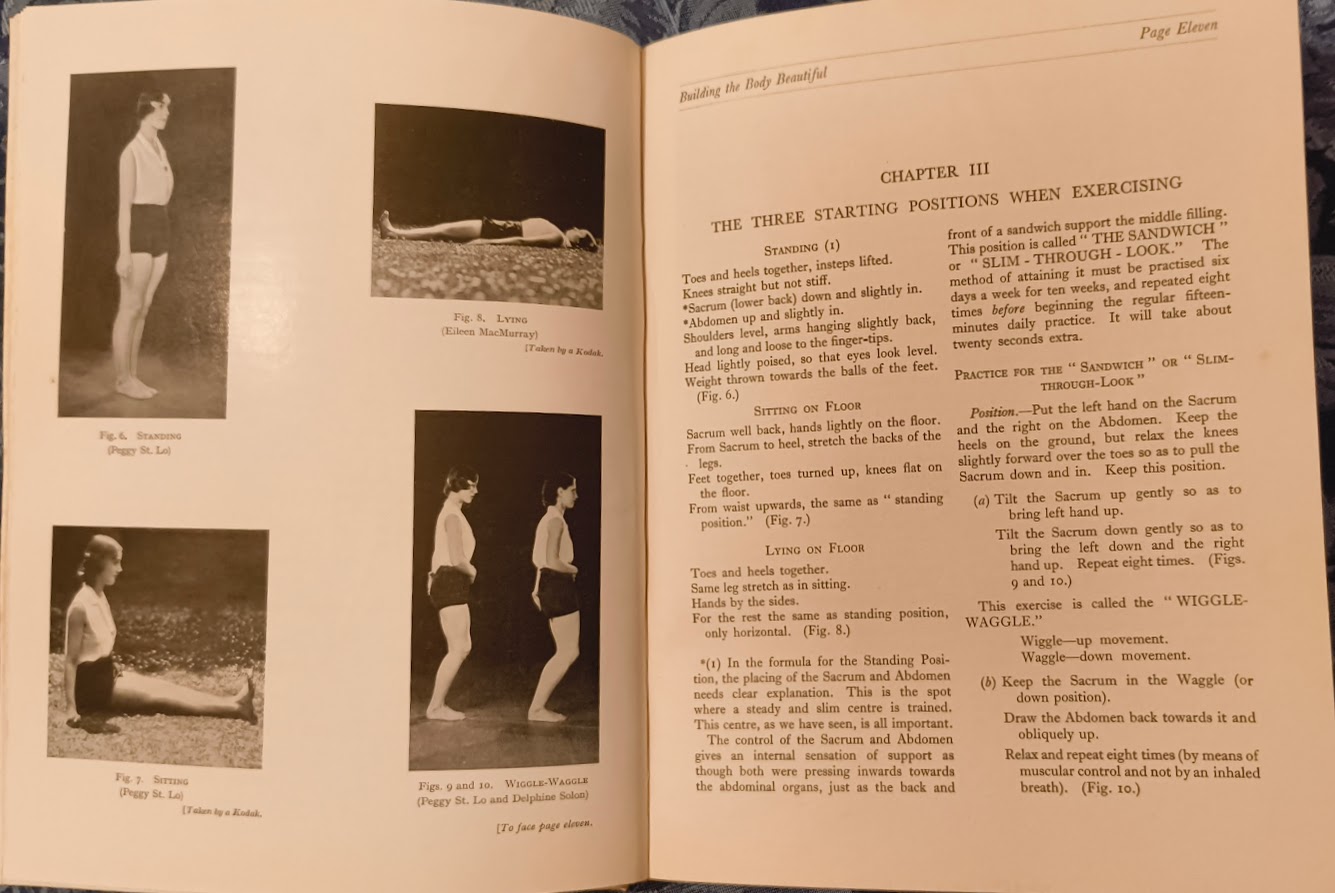 Fig. 6. STANDING
(Peggy St. Lo)
Fig. 8. LYING
(Eileen MacMurray)
[Taken by a Kodak.
Fig. 7. SITTING
(Peggy St. Lo)
[Taken by a Kodak.
Figs. 9 and 10. WIGGLE-WAGGLE
(Peggy St. Lo and Delphine Solon)
[To face page eleven.
Building the Body Beautiful
Page Eleven
CHAPTER III
THE THREE STARTING POSITIONS WHEN EXERCISING
STANDING (1)
Toes and heels together, insteps lifted.
Knees straight but not stiff.
*Sacrum (lower back) down and slightly in.
*Abdomen up and slightly in.
Shoulders level, arms hanging slightly back,
and long and loose to the finger-tips.
Head lightly poised, so that eyes look level.
Weight thrown towards the balls of the feet.
(Fig. 6.)
SITTING ON FLOOR
Sacrum well back, hands lightly on the floor.
From Sacrum to heel, stretch the backs of the
legs.
Feet together, toes turned up, knees flat on
the floor.
From waist upwards, the same as “ standing
position.” (Fig. 7.)
LYING ON FLOOR
Toes and heels together.
Same leg stretch as in sitting.
Hands by the sides.
For the rest the same as standing position,
only horizontal. (Fig. 8.)
*(1) In the formula for the Standing Posi-
tion, the placing of the Sacrum and Abdomen
needs clear explanation. This is the spot
where a steady and slim centre is trained.
This centre, as we have seen, is all important.
The control of the Sacrum and Abdomen
gives an internal sensation of support as
though both were pressing inwards towards
the abdominal organs, just as the back and
front of a sandwich support the middle filling.
This position is called “ THE SANDWICH ”
or “ SLIM - THROUGH - LOOK.” The
method of attaining it must be practised six
days a week for ten weeks, and repeated eight
times before beginning the regular fifteen-
minutes daily practice. It will take about
twenty seconds extra.
PRACTICE FOR THE “ SANDWICH ” OR “ SLIM-
THROUGH-LOOK ”
Position.—Put the left hand on the Sacrum
and the right on the Abdomen. Keep the
heels on the ground, but relax the knees
slightly forward over the toes so as to pull the
Sacrum down and in. Keep this position.
(a) Tilt the Sacrum up gently so as to
bring left hand up.
Tilt the Sacrum down gently so as to
bring the left down and the right
hand up. Repeat eight times. (Figs.
9 and 10.)
This exercise is called the “ WIGGLE-
WAGGLE.”
Wiggle—up movement.
Waggle—down movement.
(b) Keep the Sacrum in the Waggle (or
down position).
Draw the Abdomen back towards it and
obliquely up.
Relax and repeat eight times (by means of
muscular control and not by an inhaled
breath). (Fig. 10.)